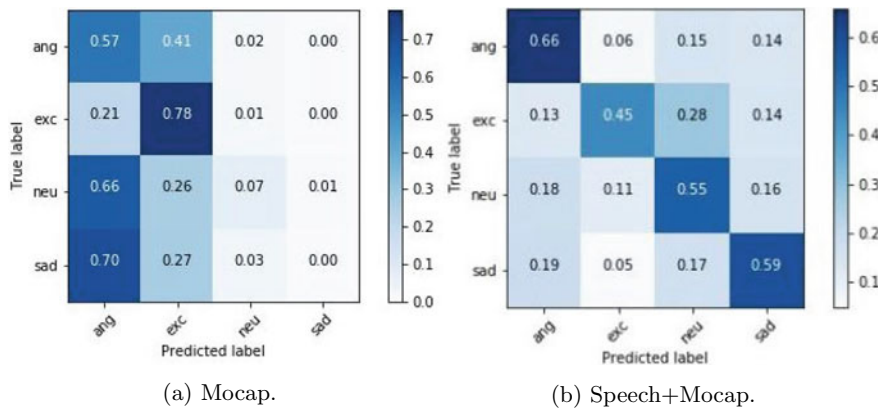 ang 0.57 0.41 0.02 0.00
exc 0.21 0.78 0.01 0.00
neu 0.66 0.26 0.07 0.01
sad 0.70 0.27 0.03 0.00
True label
ang exc neu sad
Predicted label
0.7
0.6
0.5
0.4
0.3
0.2
0.1
0.0
(a) Mocap.
ang 0.66 0.06 0.15 0.14
exc 0.13 0.45 0.28 0.14
neu 0.18 0.11 0.55 0.16
sad 0.19 0.05 0.17 0.59
True label
ang exc neu sad
Predicted label
0.6
0.5
0.4
0.3
0.2
0.1
(b) Speech+Mocap.